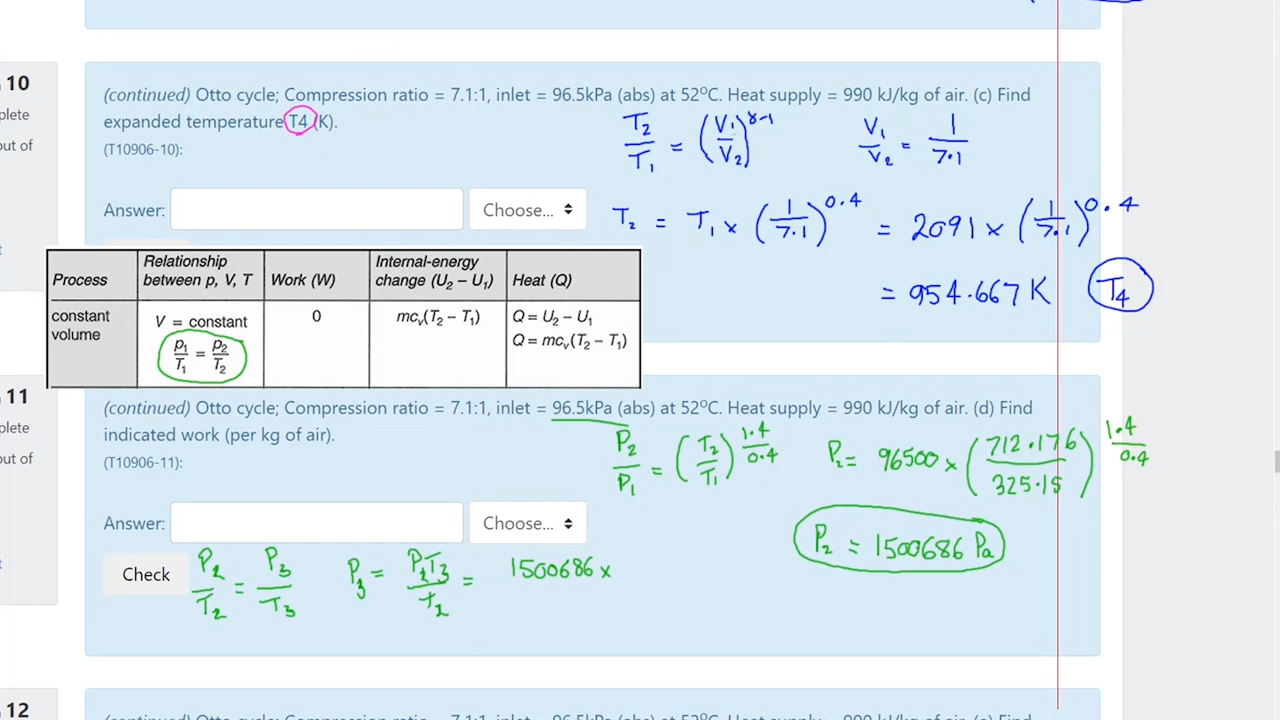 10
plete
out of
(continued) Otto cycle; Compression ratio = 7.1:1, inlet = 96.5kPa (abs) at 52°C. Heat supply = 990 kJ/kg of air. (c) Find
expanded temperature T4 (K).
(T10906-10):
T₂/T₁ = (V₁/V₂)^γ-1
V₁/V₂ = 1/7.1
Answer:
Choose...
T₂ = T₁ × (1/7.1)^0.4 = 2091 × (1/7.1)^0.4
= 954.667 K
T₄
Process
Relationship between p, V, T
Work (W)
Internal-energy change (U₂ – U₁)
Heat (Q)
constant volume
V = constant
p₁/T₁ = p₂/T₂
0
mcᵥ(T₂ – T₁)
Q = U₂ – U₁
Q = mcᵥ(T₂ – T₁)
11
plete
out of
(continued) Otto cycle; Compression ratio = 7.1:1, inlet = 96.5kPa (abs) at 52°C. Heat supply = 990 kJ/kg of air. (d) Find
indicated work (per kg of air).
(T10906-11):
P₂/P₁ = (T₂/T₁)^1.4/0.4
P₂ = 96500 × (712.176/325.15)^1.4/0.4
Answer:
Choose...
P₂ = 1500686 Pa
Check
P₂/T₂ = P₃/T₃
P₃ = P₂T₃/T₂ = 1500686 ×
12